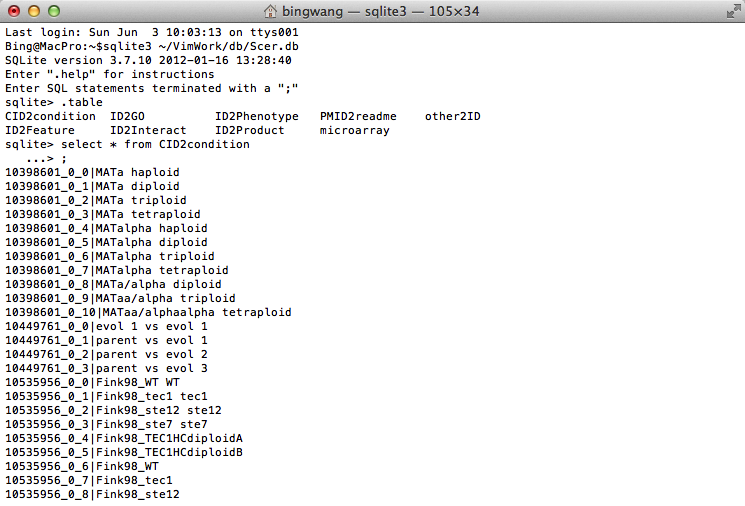 bingwang — sqlite3 — 105×34
Last login: Sun Jun  3 10:03:13 on ttys001
Bing@MacPro:~$sqlite3 ~/VimWork/db/Scer.db
SQLite version 3.7.10 2012-01-16 13:28:40
Enter ".help" for instructions
Enter SQL statements terminated with a ";"
sqlite> .table
CID2condition  ID2GO          ID2Phenotype   PMID2readme    other2ID
ID2Feature     ID2Interact    ID2Product     microarray
sqlite> select * from CID2condition
   ...> ;
10398601_0_0|MATa haploid
10398601_0_1|MATa diploid
10398601_0_2|MATa triploid
10398601_0_3|MATa tetraploid
10398601_0_4|MATalpha haploid
10398601_0_5|MATalpha diploid
10398601_0_6|MATalpha triploid
10398601_0_7|MATalpha tetraploid
10398601_0_8|MATa/alpha diploid
10398601_0_9|MATaa/alpha triploid
10398601_0_10|MATaa/alphaalpha tetraploid
10449761_0_0|evol 1 vs evol 1
10449761_0_1|parent vs evol 1
10449761_0_2|parent vs evol 2
10449761_0_3|parent vs evol 3
10535956_0_0|Fink98_WT WT
10535956_0_1|Fink98_tec1 tec1
10535956_0_2|Fink98_ste12 ste12
10535956_0_3|Fink98_ste7 ste7
10535956_0_4|Fink98_TEC1HCdiploidA
10535956_0_5|Fink98_TEC1HCdiploidB
10535956_0_6|Fink98_WT
10535956_0_7|Fink98_tec1
10535956_0_8|Fink98_ste12